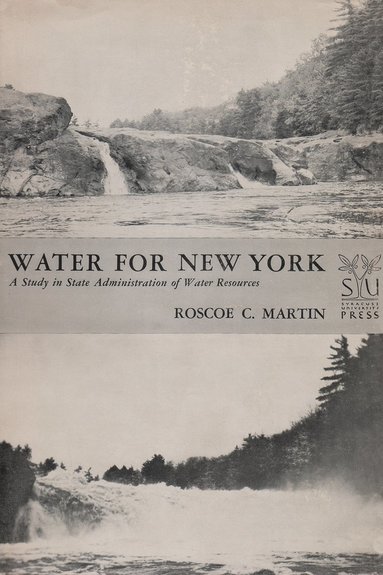 WATER FOR NEW YORK
A Study in State Administration of Water Resources
ROSCOE C. MARTIN
SU
SYRACUSE
UNIVERSITY
PRESS